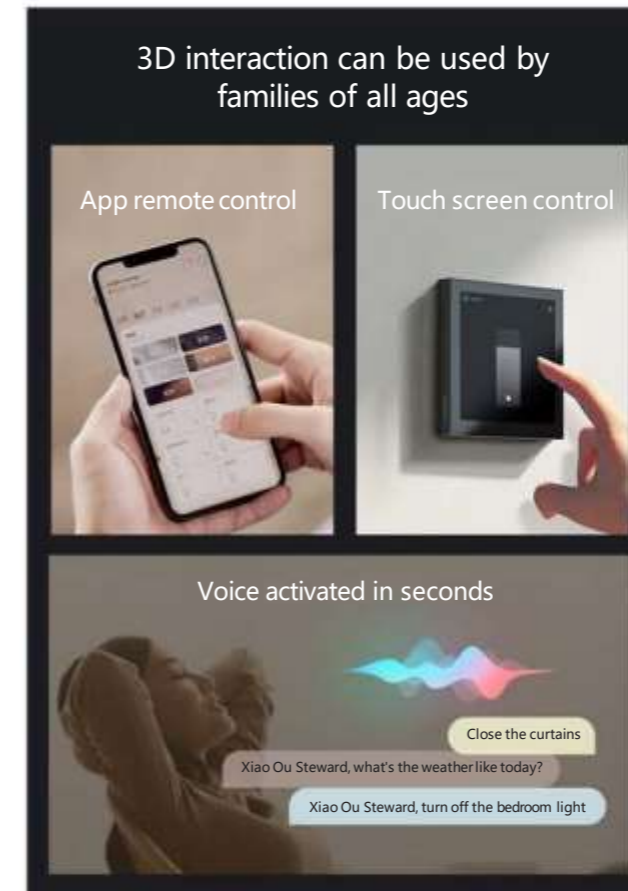 3D interaction can be used by
families of all ages
App remote control
Touch screen control
Voice activated in seconds
Close the curtains
Xiao Ou Steward, what's the weather like today?
Xiao Ou Steward, turn off the bedroom light